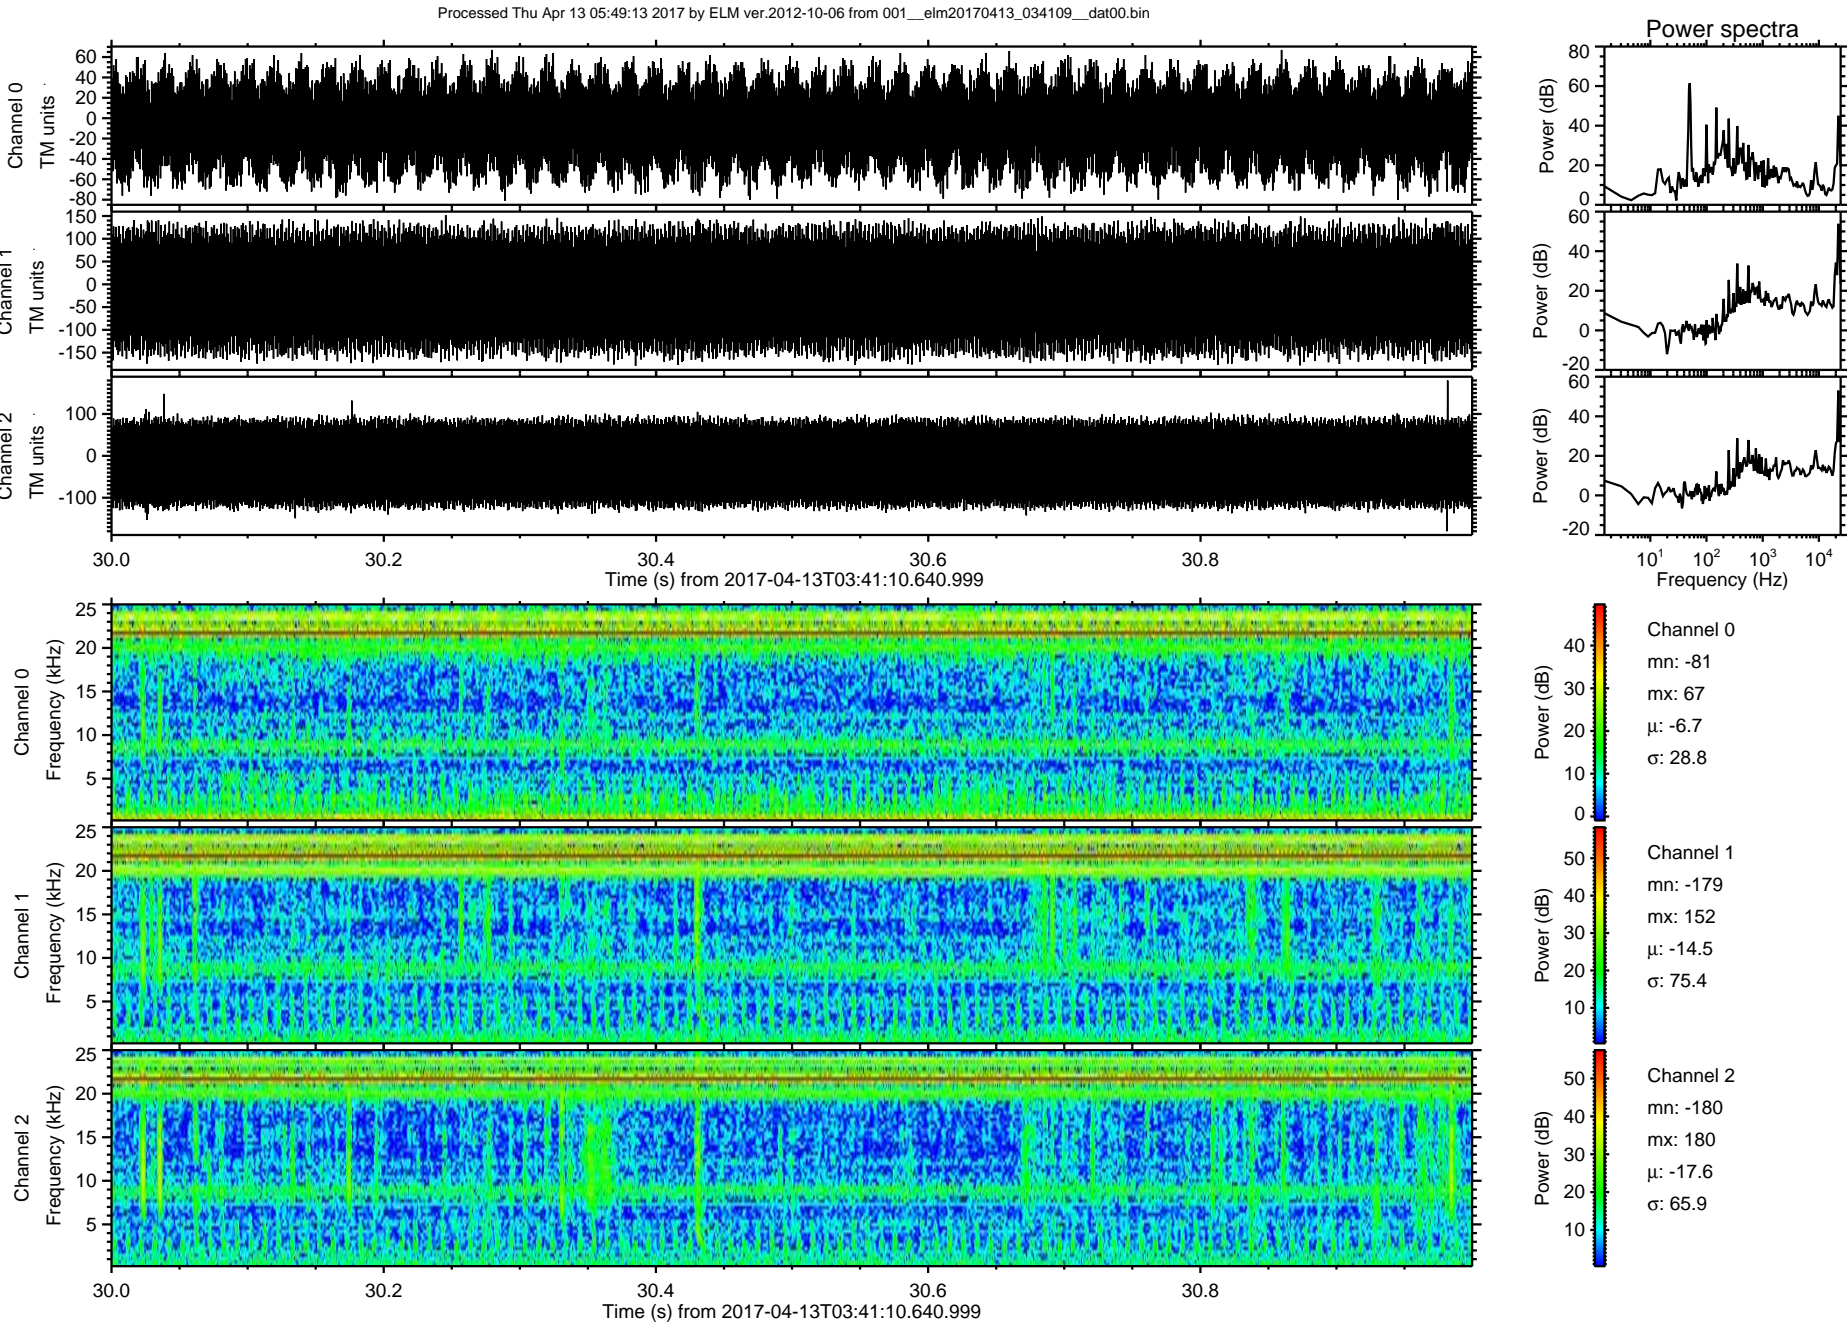 Processed Thu Apr 13 05:49:13 2017 by ELM ver.2012-10-06 from 001__elm20170413_034109__dat00.bin
Power spectra
Channel 0
TM units
60
40
20
0
-20
-40
-60
-80
Power (dB)
80
60
40
20
0
Channel 1
TM units
150
100
50
0
-50
-100
-150
Power (dB)
60
40
20
0
-20
Channel 2
TM units
100
0
-100
Power (dB)
60
40
20
0
-20
30.0 30.2 30.4 30.6 30.8
Time (s) from 2017-04-13T03:41:10.640.999
10^1 10^2 10^3 10^4
Frequency (Hz)
Channel 0
Frequency (kHz)
25
20
15
10
5
Power (dB)
40
30
20
10
0
Channel 0
mn: -81
mx: 67
μ: -6.7
σ: 28.8
Channel 1
Frequency (kHz)
25
20
15
10
5
Power (dB)
50
40
30
20
10
Channel 1
mn: -179
mx: 152
μ: -14.5
σ: 75.4
Channel 2
Frequency (kHz)
25
20
15
10
5
Power (dB)
50
40
30
20
10
Channel 2
mn: -180
mx: 180
μ: -17.6
σ: 65.9
30.0 30.2 30.4 30.6 30.8
Time (s) from 2017-04-13T03:41:10.640.999